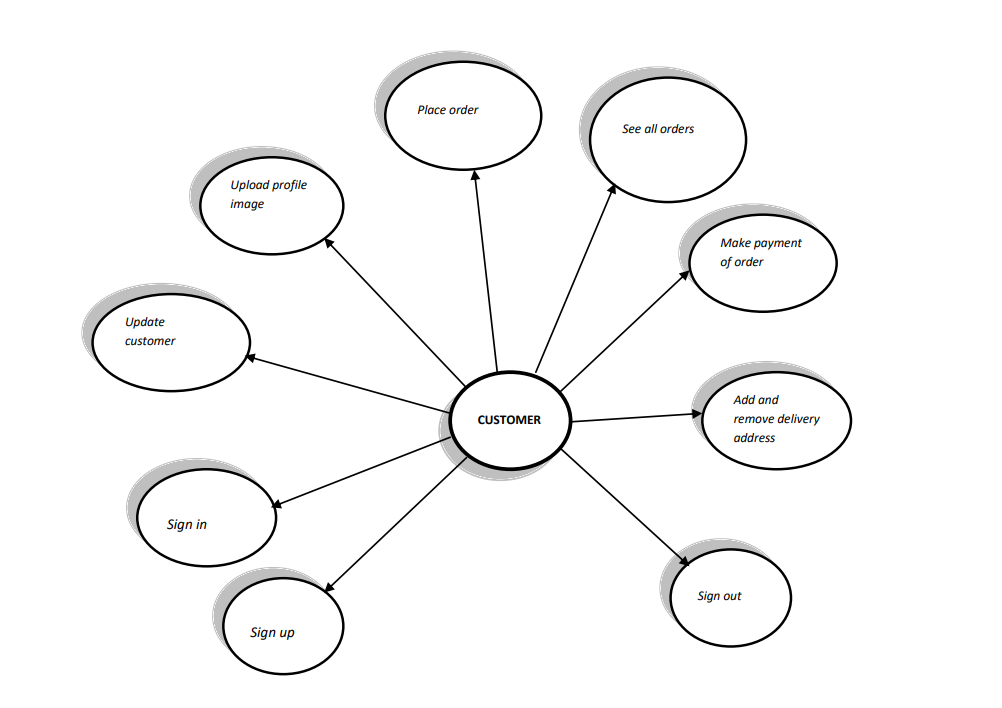 Place order
See all orders
Upload profile
image
Make payment
of order
Update
customer
Add and
remove delivery
address
CUSTOMER
Sign in
Sign out
Sign up